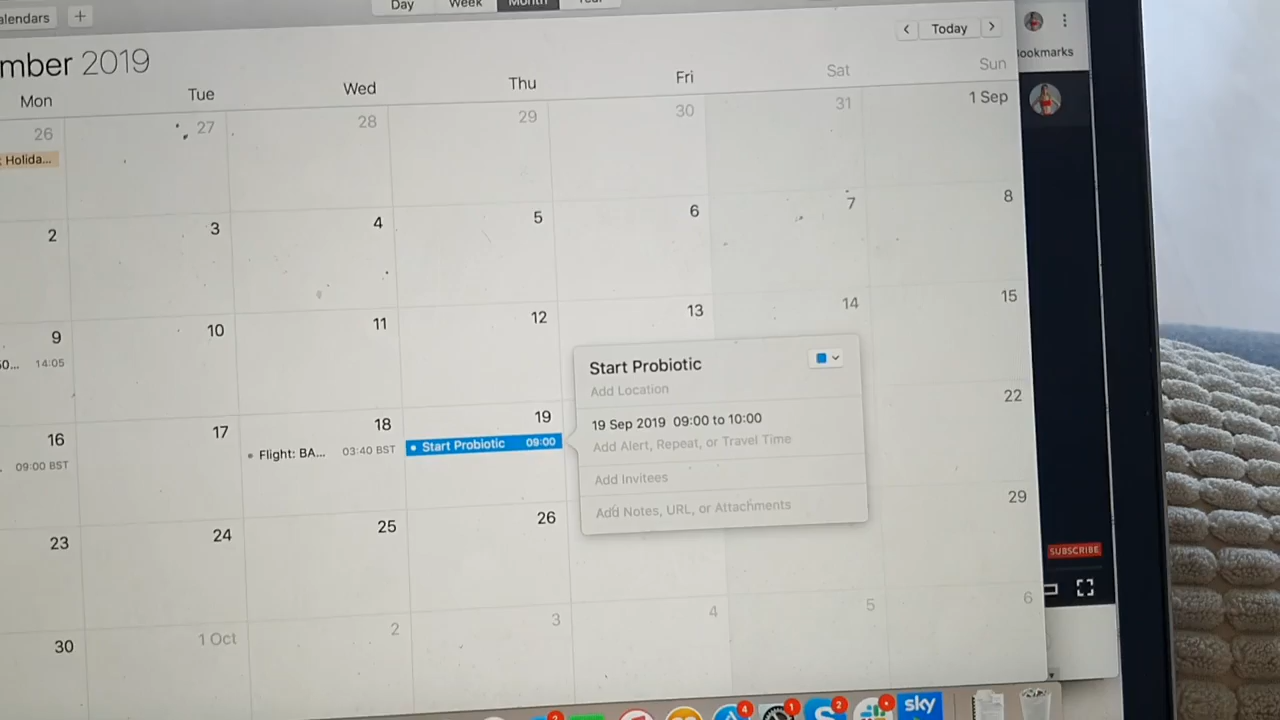 alendars +
Day Week Month Year
< Today >
mber 2019
Mon Tue Wed Thu Fri Sat Sun
26 27 28 29 30 31 1 Sep
Holida...
2 3 4 5 6 7 8
9 10 11 12 13 14 15
14:05
16 17 18 19 22
09:00 BST
Flight: BA... 03:40 BST
Start Probiotic 09:00
Start Probiotic
Add Location
19 Sep 2019 09:00 to 10:00
Add Alert, Repeat, or Travel Time
Add Invitees
Add Notes, URL, or Attachments
23 24 25 26 29
30 1 Oct 2 3 4 5 6
ookmarks
SUBSCRIBE
2 4 1 2
sky